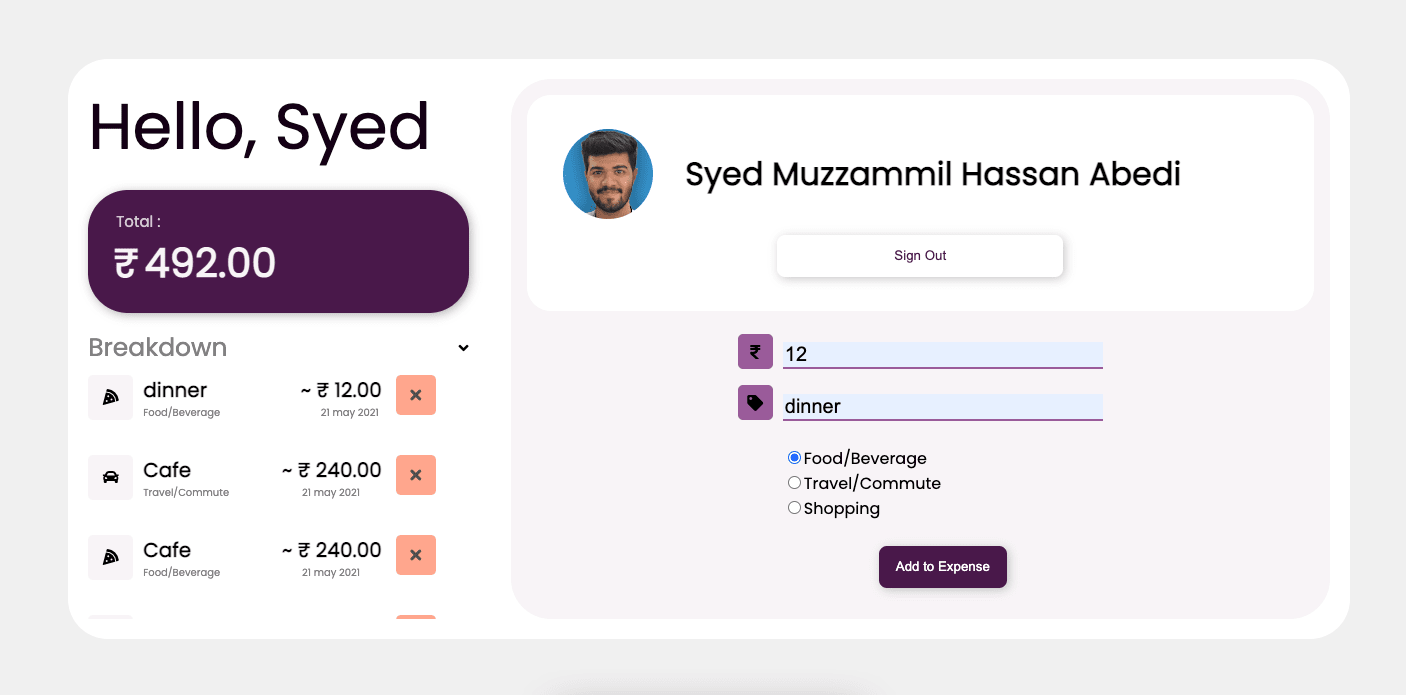 Hello, Syed
Total :
₹ 492.00
Breakdown
dinner
~ ₹ 12.00
Food/Beverage
21 may 2021
Cafe
~ ₹ 240.00
Travel/Commute
21 may 2021
Cafe
~ ₹ 240.00
Food/Beverage
21 may 2021
Syed Muzzammil Hassan Abedi
Sign Out
₹ 12
dinner
Food/Beverage
Travel/Commute
Shopping
Add to Expense